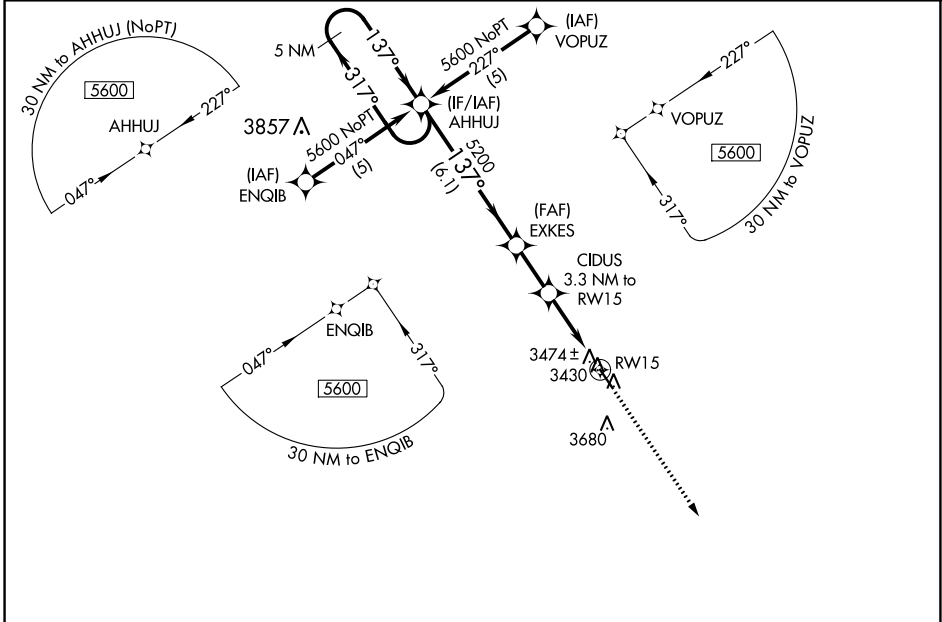 30 NM to AHHUJ (NoPT)
5600
AHHUJ
227°
047°
5 NM
137°
317°
(IAF)
VOPUZ
5600 NoPT
227°
(5)
(IF/IAF)
AHHUJ
3857
5600 NoPT
047°
(5)
(IAF)
ENQIB
5200
137°
(6.1)
227°
VOPUZ
5600
317°
30 NM to VOPUZ
(FAF)
EXKES
CIDUS
3.3 NM to
RW15
ENQIB
047°
317°
5600
30 NM to ENQIB
3474±
3430
RW15
3680